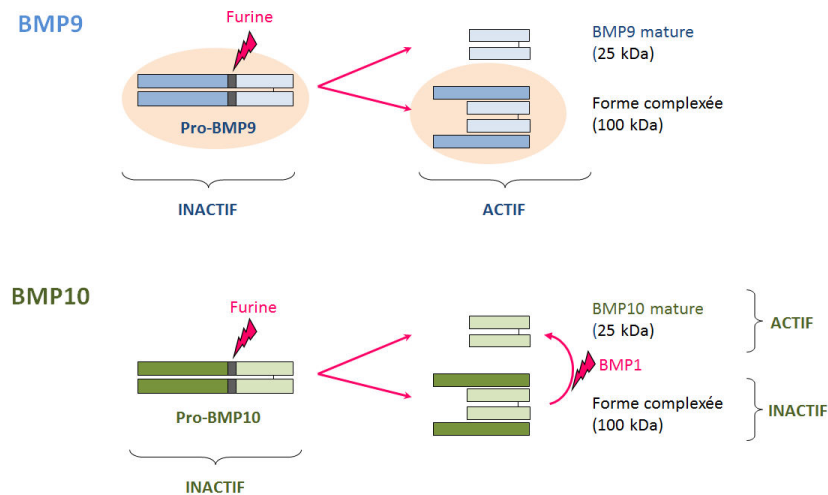 BMP9
Furine
Pro-BMP9
INACTIF
BMP9 mature
(25 kDa)
Forme complexée
(100 kDa)
ACTIF
BMP10
Furine
Pro-BMP10
INACTIF
BMP10 mature
(25 kDa)
ACTIF
BMP1
Forme complexée
(100 kDa)
INACTIF